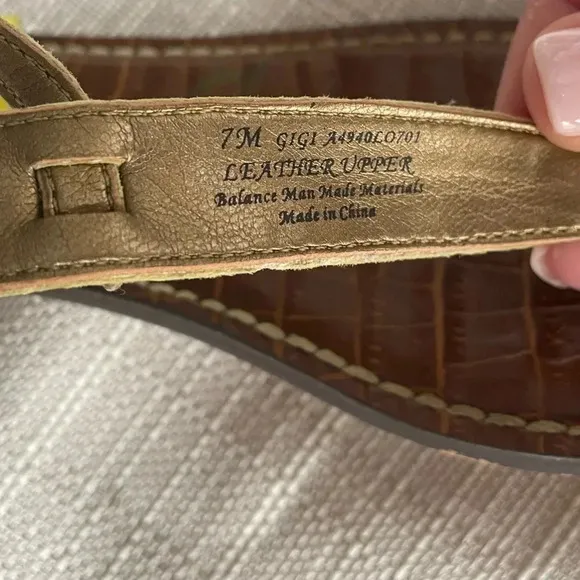 7M GIGI A4940LO701
LEATHER UPPER
Balance Man Made Materials
Made in China